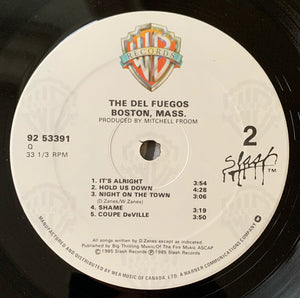 WB
RECORDS
THE DEL FUEGOS
BOSTON, MASS.
PRODUCED BY MITCHELL FROOM
92 53391
Q
33 1/3 RPM
2
Slash
TM
1. IT'S ALRIGHT 3:54
2. HOLD US DOWN 4:28
3. NIGHT ON THE TOWN 3:06
(D.Zanes/W.Zanes)
4. SHAME 3:19
5. COUPE DeVILLE 3:50
All songs written by D.Zanes except as indicated.
Published by Big Thrilling Music/Of the Fire Music ASCAP
℗1985 Slash Records ©1985 Slash Records
MANUFACTURED AND DISTRIBUTED BY WEA MUSIC OF CANADA, LTD. A WARNER COMMUNICATIONS COMPANY